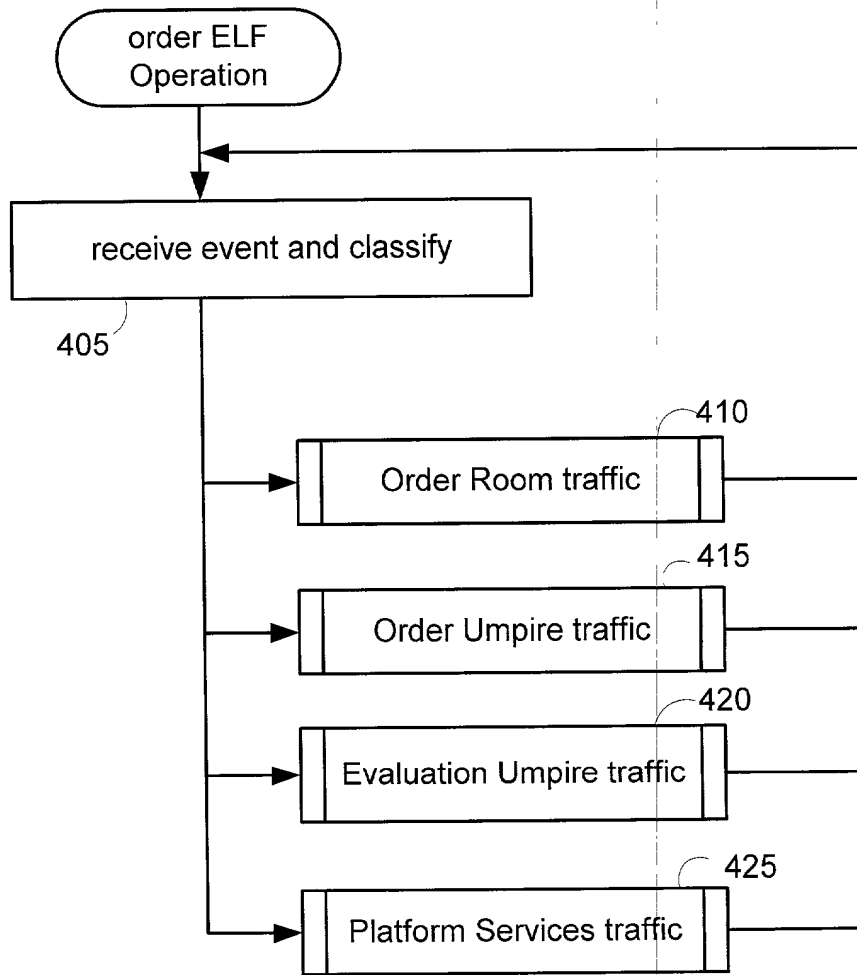 order ELF
Operation
receive event and classify
405
410
Order Room traffic
415
Order Umpire traffic
420
Evaluation Umpire traffic
425
Platform Services traffic